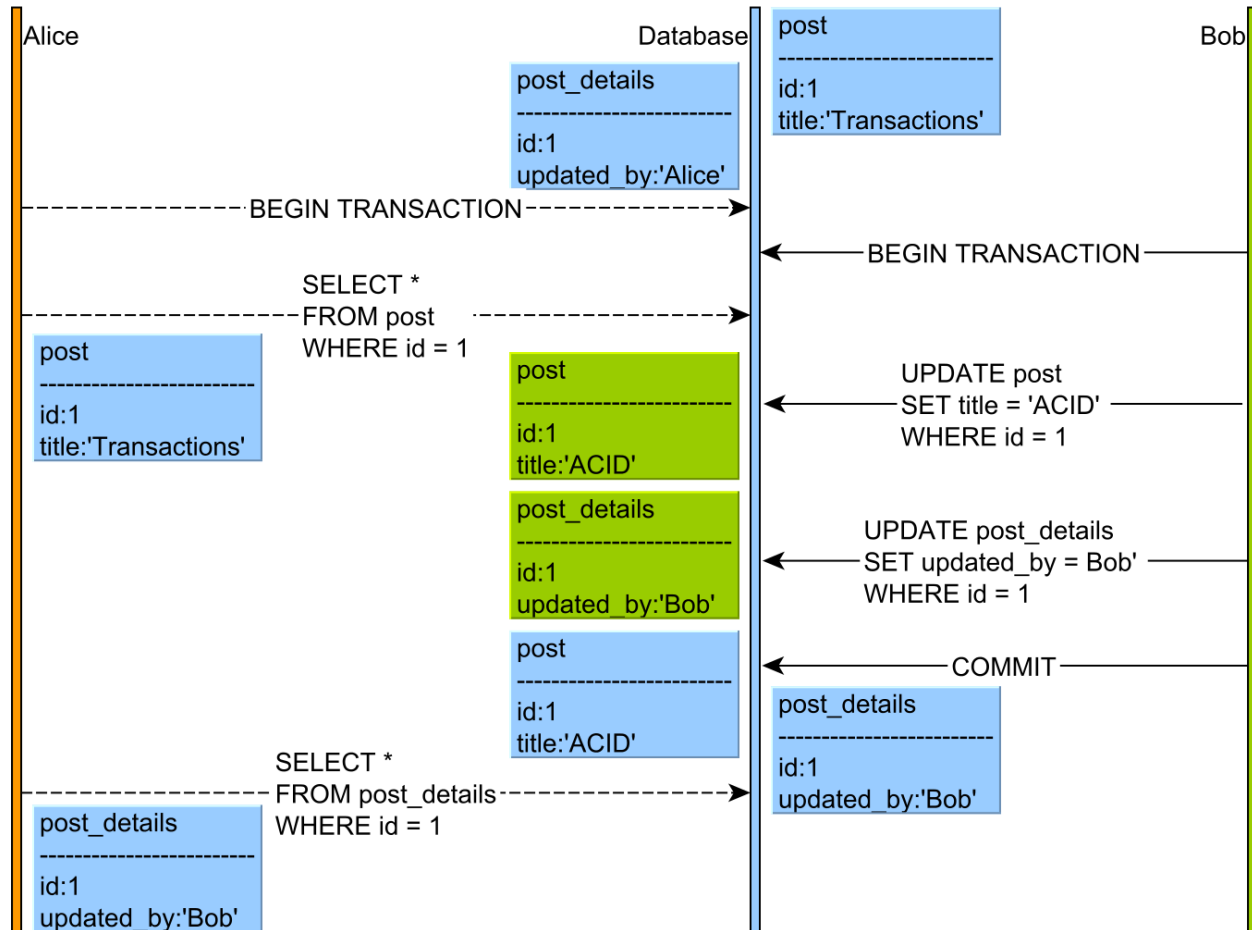 Alice
Database
Bob
post
-------------------------
id:1
title:'Transactions'
post_details
-------------------------
id:1
updated_by:'Alice'
BEGIN TRANSACTION
BEGIN TRANSACTION
SELECT *
FROM post
WHERE id = 1
post
-------------------------
id:1
title:'Transactions'
UPDATE post
SET title = 'ACID'
WHERE id = 1
post
-------------------------
id:1
title:'ACID'
UPDATE post_details
SET updated_by = Bob'
WHERE id = 1
post_details
-------------------------
id:1
updated_by:'Bob'
COMMIT
post
-------------------------
id:1
title:'ACID'
post_details
-------------------------
id:1
updated_by:'Bob'
SELECT *
FROM post_details
WHERE id = 1
post_details
-------------------------
id:1
updated_by:'Bob'